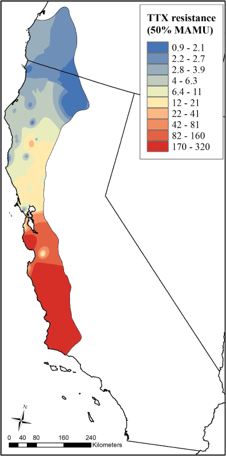 TTX resistance
(50% MAMU)
0.9 - 2.1
2.2 - 2.7
2.8 - 3.9
4 - 6.3
6.4 - 11
12 - 21
22 - 41
42 - 81
82 - 160
170 - 320
N
0 40 80 160 240
Kilometers